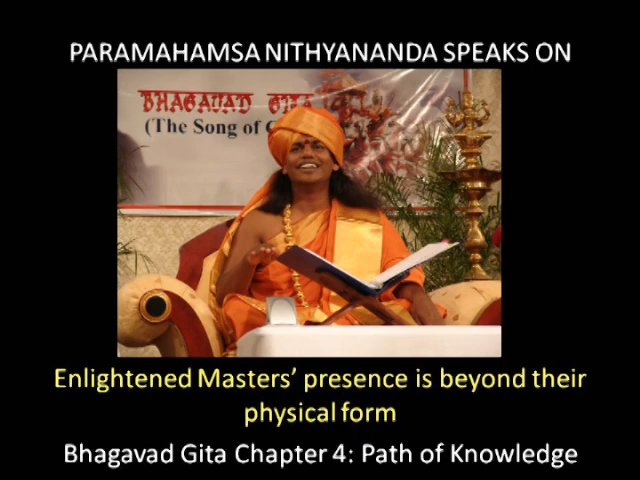 PARAMAHAMSA NITHYANANDA SPEAKS ON
BHAGAVAD GITA
(The Song of
Enlightened Masters' presence is beyond their
physical form
Bhagavad Gita Chapter 4: Path of Knowledge